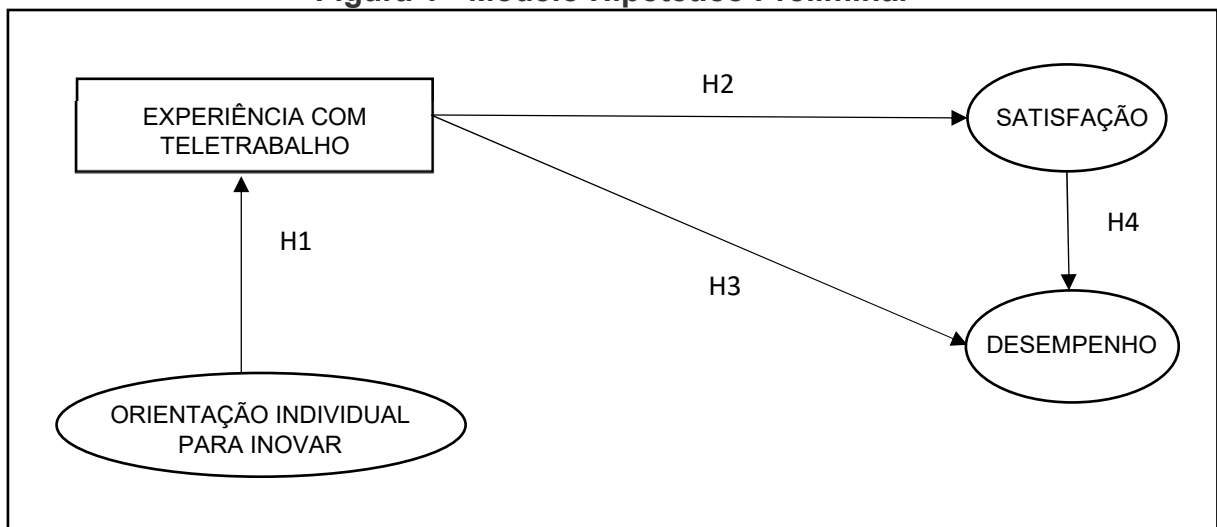 EXPERIÊNCIA COM
TELETRABALHO
H2
SATISFAÇÃO
H1
H4
H3
DESEMPENHO
ORIENTAÇÃO INDIVIDUAL
PARA INOVAR